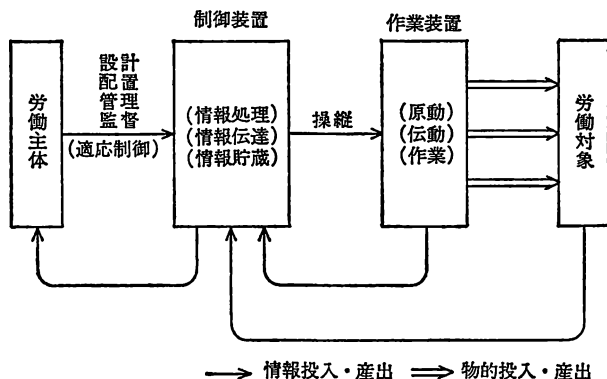 制御装置
作業装置
労働主体
設計
配置
管理
監督
(適応制御)
(情報処理)
(情報伝達)
(情報貯蔵)
操縦
(原動)
(伝動)
(作業)
労働対象
情報投入・産出
物的投入・産出